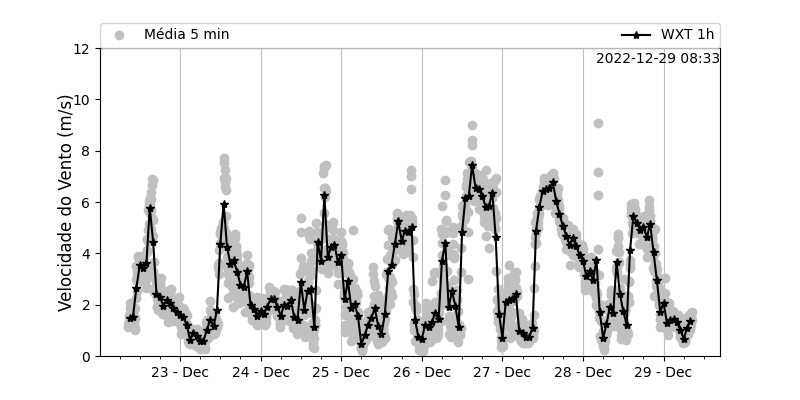 Média 5 min
WXT 1h
2022-12-29 08:33
Velocidade do Vento (m/s)
12
10
8
6
4
2
0
23 - Dec
24 - Dec
25 - Dec
26 - Dec
27 - Dec
28 - Dec
29 - Dec